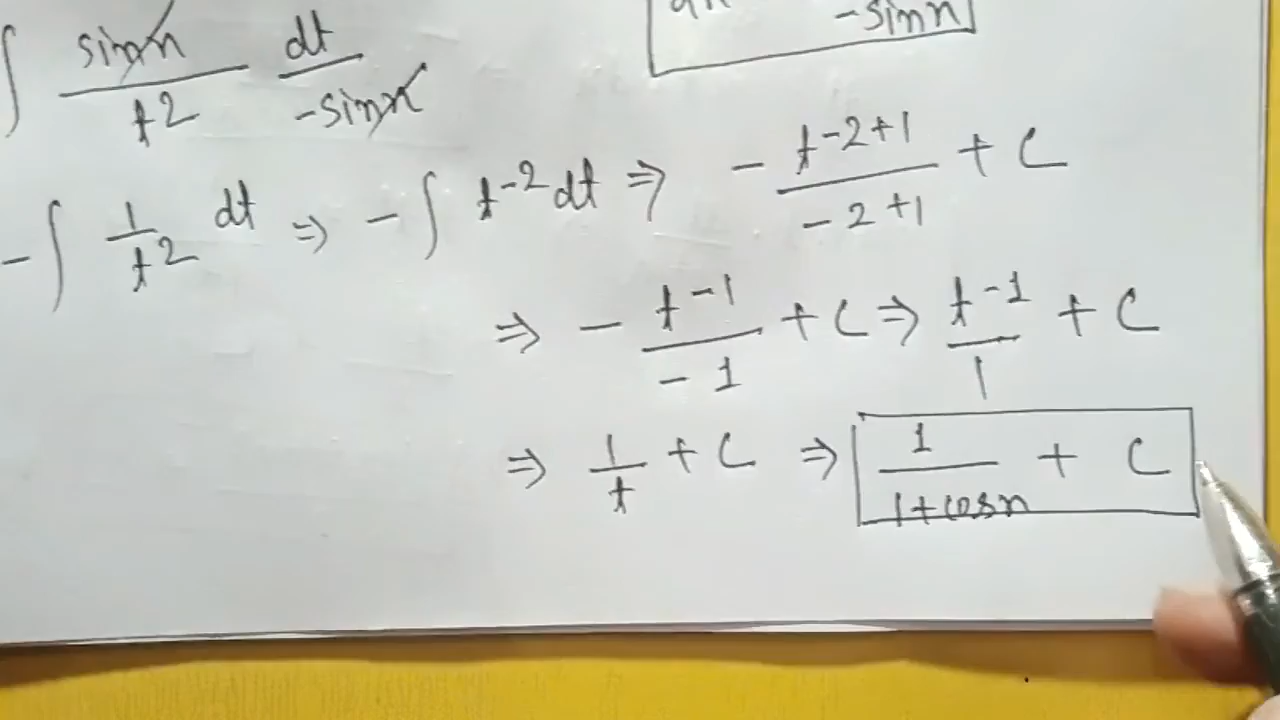 ∫ sinx/t² dt/-sinx
-sinx
-∫ 1/t² dt ⇒ -∫ t⁻² dt ⇒ - t⁻²⁺¹/-2+1 + C
⇒ - t⁻¹/-1 + C ⇒ t⁻¹/1 + C
⇒ 1/t + C ⇒ 1/1+cosx + C